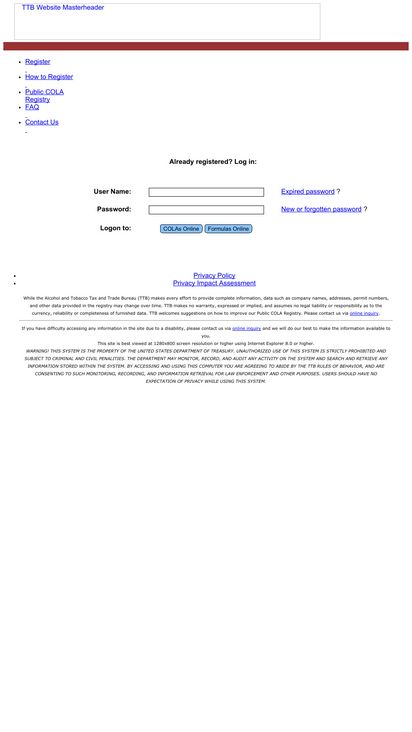 TTB Website Masterheader
Register
How to Register
Public COLA
Registry
FAQ
Contact Us
Already registered? Log in:
User Name:
Expired password ?
Password:
New or forgotten password ?
Logon to:
COLAs Online
Formulas Online
Privacy Policy
Privacy Impact Assessment
While the Alcohol and Tobacco Tax and Trade Bureau (TTB) makes every effort to provide complete information, data such as company names, addresses, permit numbers,
and other data provided in the registry may change over time. TTB makes no warranty, expressed or implied, and assumes no legal liability or responsibility as to the
currency, reliability or completeness of furnished data. TTB welcomes suggestions on how to improve our Public COLA Registry. Please contact us via online inquiry.
If you have difficulty accessing any information in the site due to a disability, please contact us via online inquiry and we will do our best to make the information available to
you.
This site is best viewed at 1280x800 screen resolution or higher using Internet Explorer 8.0 or higher.
WARNING! THIS SYSTEM IS THE PROPERTY OF THE UNITED STATES DEPARTMENT OF TREASURY. UNAUTHORIZED USE OF THIS SYSTEM IS STRICTLY PROHIBITED AND
SUBJECT TO CRIMINAL AND CIVIL PENALITIES. THE DEPARTMENT MAY MONITOR, RECORD, AND AUDIT ANY ACTIVITY ON THE SYSTEM AND SEARCH AND RETRIEVE ANY
INFORMATION STORED WITHIN THE SYSTEM. BY ACCESSING AND USING THIS COMPUTER YOU ARE AGREEING TO ABIDE BY THE TTB RULES OF BEHAVIOR, AND ARE
CONSENTING TO SUCH MONITORING, RECORDING, AND INFORMATION RETRIEVAL FOR LAW ENFORCEMENT AND OTHER PURPOSES. USERS SHOULD HAVE NO
EXPECTATION OF PRIVACY WHILE USING THIS SYSTEM.